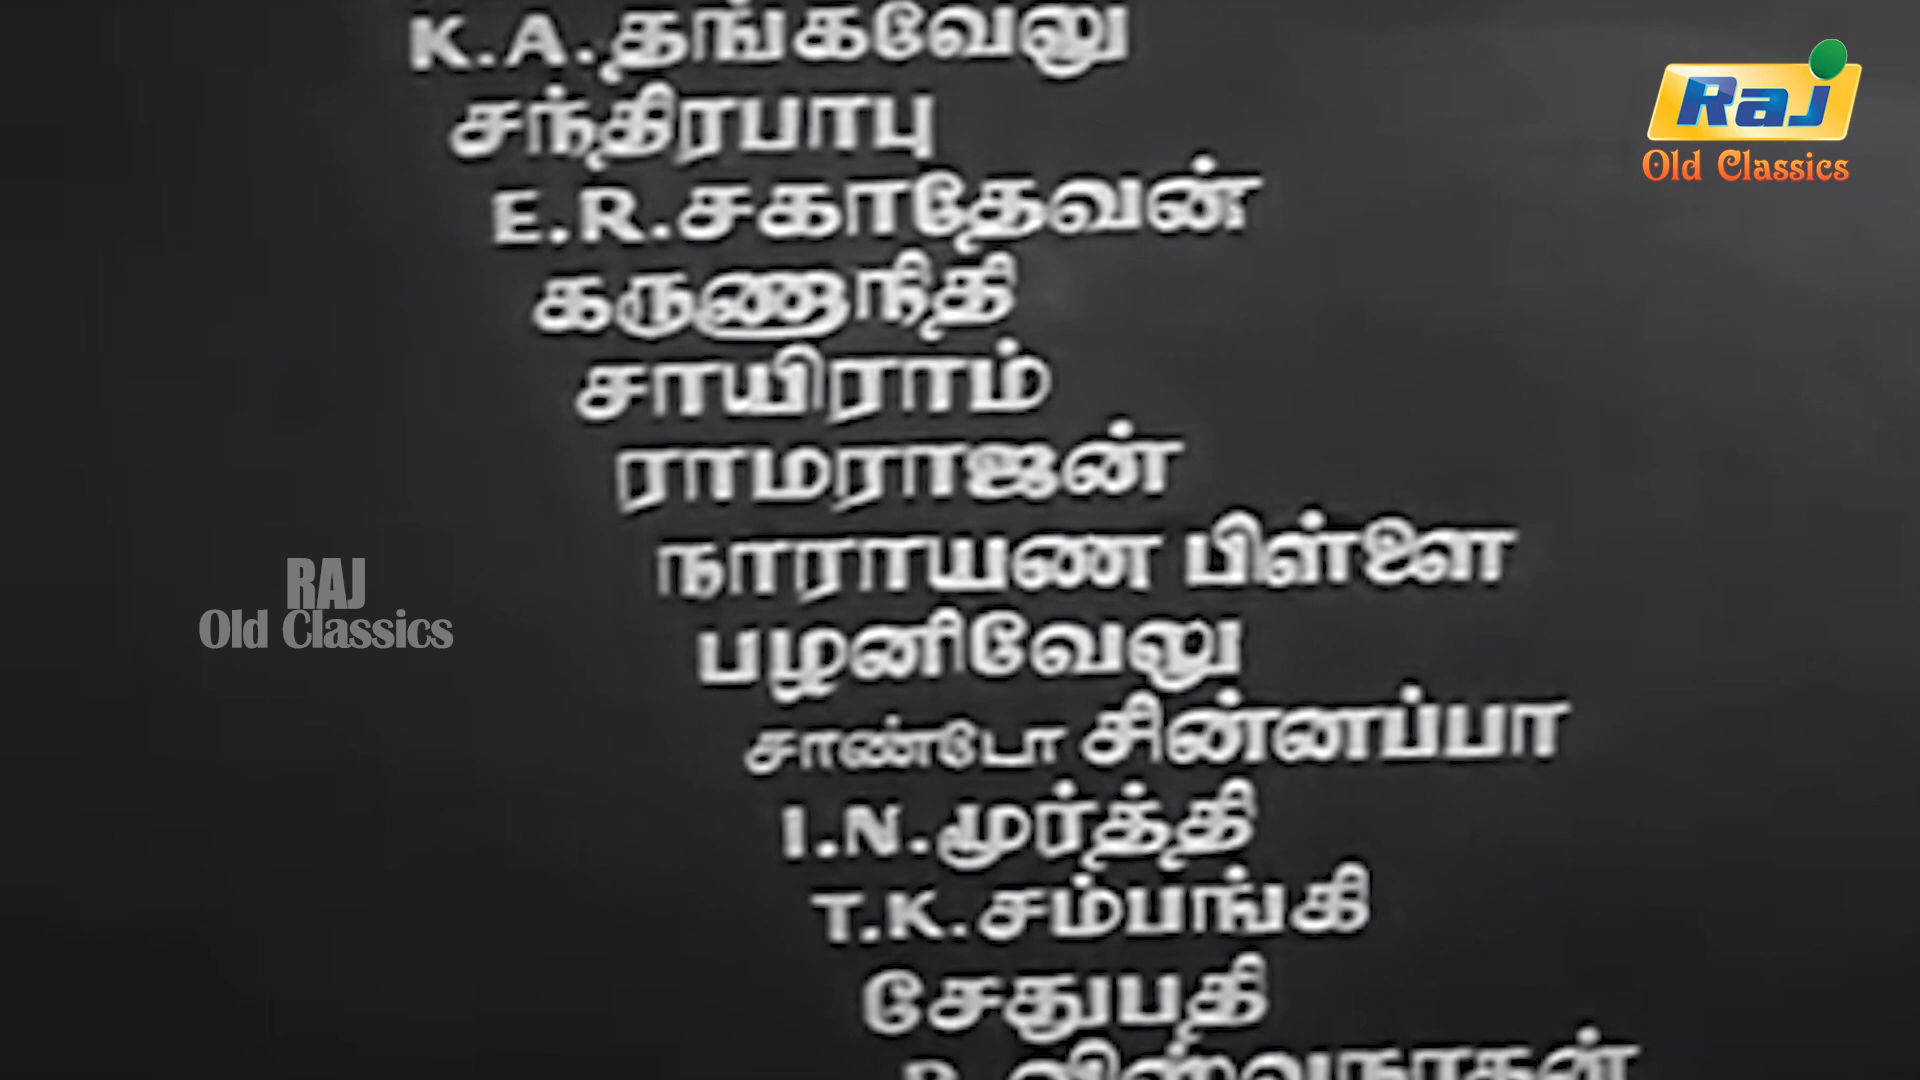 K.A.தங்கவேலு
சந்திரபாபு
E.R.சகாதேவன்
கருணாநிதி
சாயிராம்
ராமராஜன்
நாராயண பிள்ளை
பழனிவேலு
சாண்டோ சின்னப்பா
I.N.மூர்த்தி
T.K.சம்பங்கி
சேதுபதி
Raj
Old Classics
RAJ
Old Classics